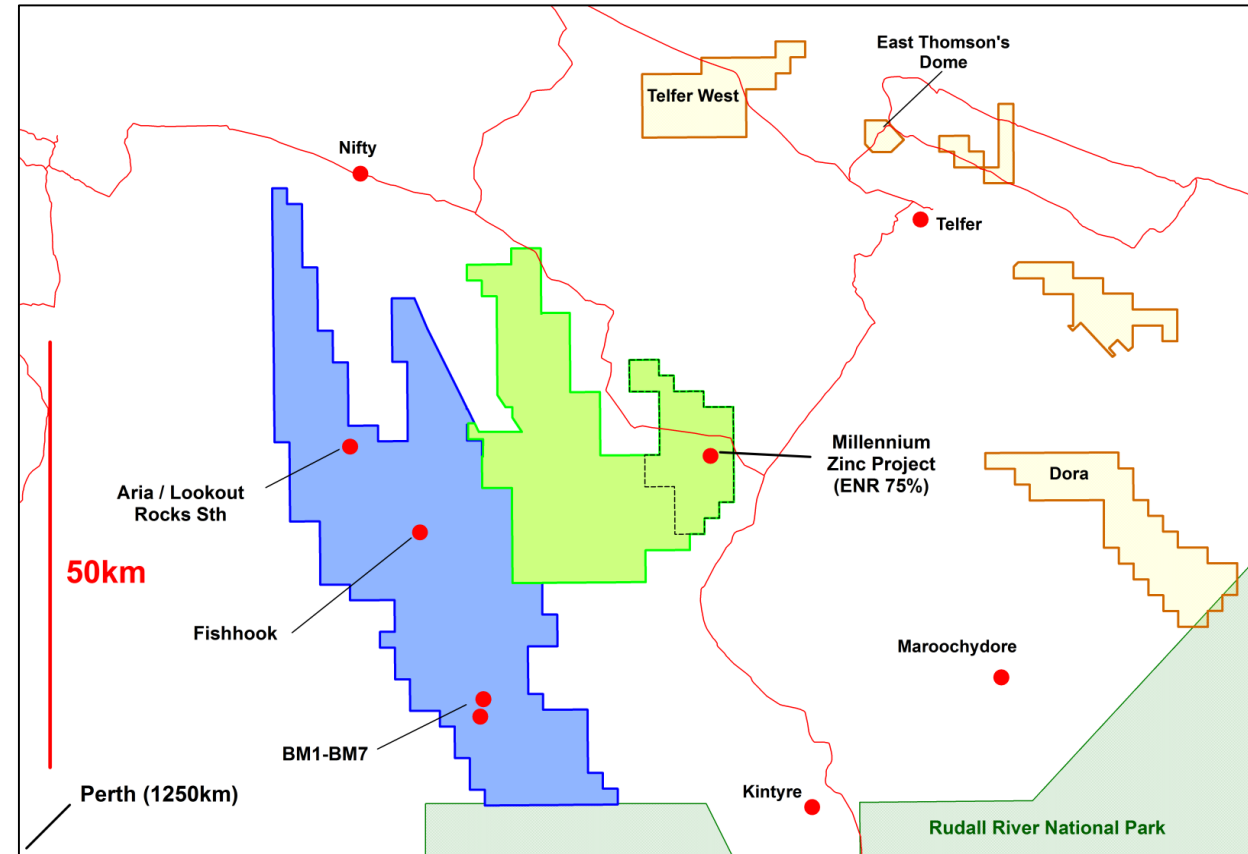 East Thomson's
Dome
Telfer West
Nifty
Telfer
Millennium
Zinc Project
(ENR 75%)
Dora
Aria / Lookout
Rocks Sth
50km
Fishhook
Maroochydore
BM1-BM7
Perth (1250km)
Kintyre
Rudall River National Park